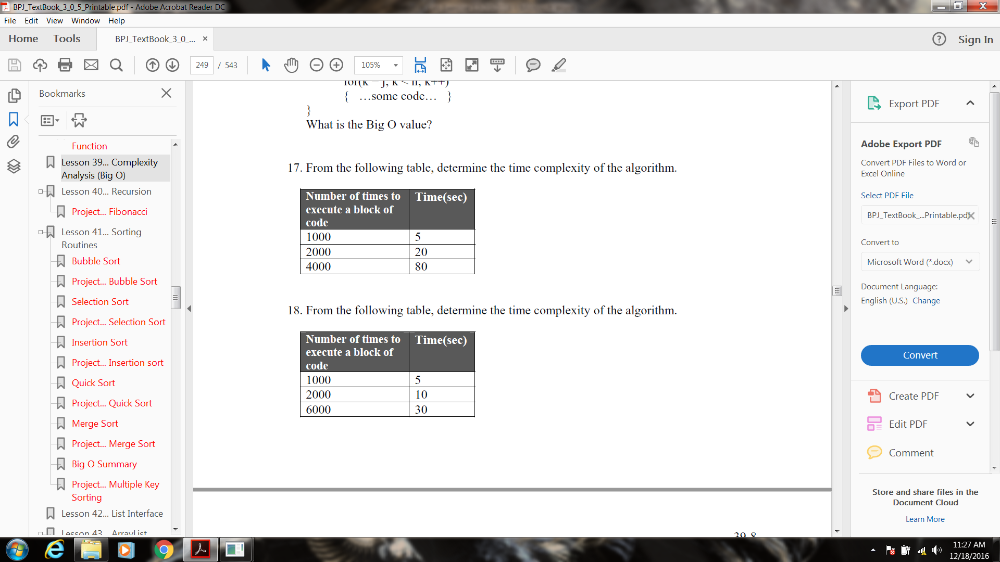 BPJ_TextBook_3_0_5_Printable.pdf - Adobe Acrobat Reader DC
File Edit View Window Help
Home Tools BPJ_TextBook_3_0_... × ? Sign In
249 / 543 105%
Bookmarks
Function
Lesson 39... Complexity
Analysis (Big O)
Lesson 40... Recursion
Project... Fibonacci
Lesson 41... Sorting
Routines
Bubble Sort
Project... Bubble Sort
Selection Sort
Project... Selection Sort
Insertion Sort
Project... Insertion sort
Quick Sort
Project... Quick Sort
Merge Sort
Project... Merge Sort
Big O Summary
Project... Multiple Key
Sorting
Lesson 42... List Interface
Lesson 43... ArrayList
for(k = j; k < n; k++)
{ …some code… }
}
What is the Big O value?
17. From the following table, determine the time complexity of the algorithm.
Number of times to execute a block of code Time(sec)
1000 5
2000 20
4000 80
18. From the following table, determine the time complexity of the algorithm.
Number of times to execute a block of code Time(sec)
1000 5
2000 10
6000 30
39-8
Export PDF
Adobe Export PDF
Convert PDF Files to Word or
Excel Online
Select PDF File
BPJ_TextBook_...Printable.pdf
Convert to
Microsoft Word (*.docx)
Document Language:
English (U.S.) Change
Convert
Create PDF
Edit PDF
Comment
Store and share files in the
Document Cloud
Learn More
11:27 AM
12/18/2016